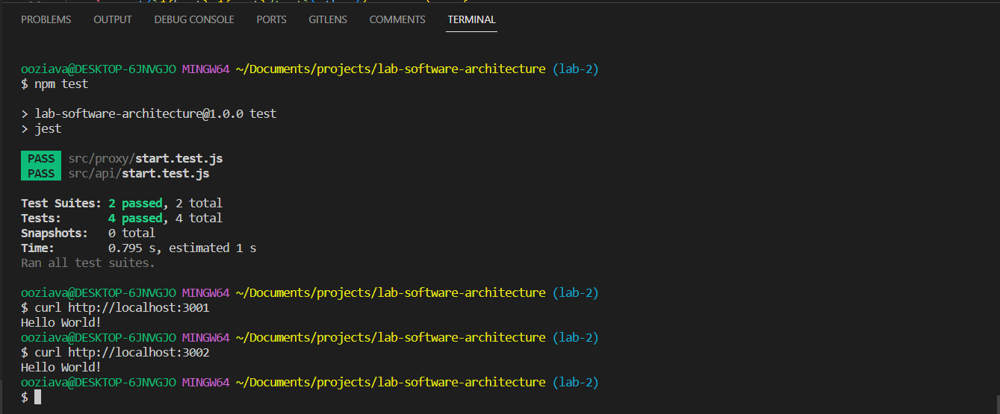 PROBLEMS OUTPUT DEBUG CONSOLE PORTS GITLENS COMMENTS TERMINAL
ooziava@DESKTOP-6JNVGJO MINGW64 ~/Documents/projects/lab-software-architecture (lab-2)
$ npm test
> lab-software-architecture@1.0.0 test
> jest
PASS src/proxy/start.test.js
PASS src/api/start.test.js
Test Suites: 2 passed, 2 total
Tests: 4 passed, 4 total
Snapshots: 0 total
Time: 0.795 s, estimated 1 s
Ran all test suites.
ooziava@DESKTOP-6JNVGJO MINGW64 ~/Documents/projects/lab-software-architecture (lab-2)
$ curl http://localhost:3001
Hello World!
ooziava@DESKTOP-6JNVGJO MINGW64 ~/Documents/projects/lab-software-architecture (lab-2)
$ curl http://localhost:3002
Hello World!
ooziava@DESKTOP-6JNVGJO MINGW64 ~/Documents/projects/lab-software-architecture (lab-2)
$